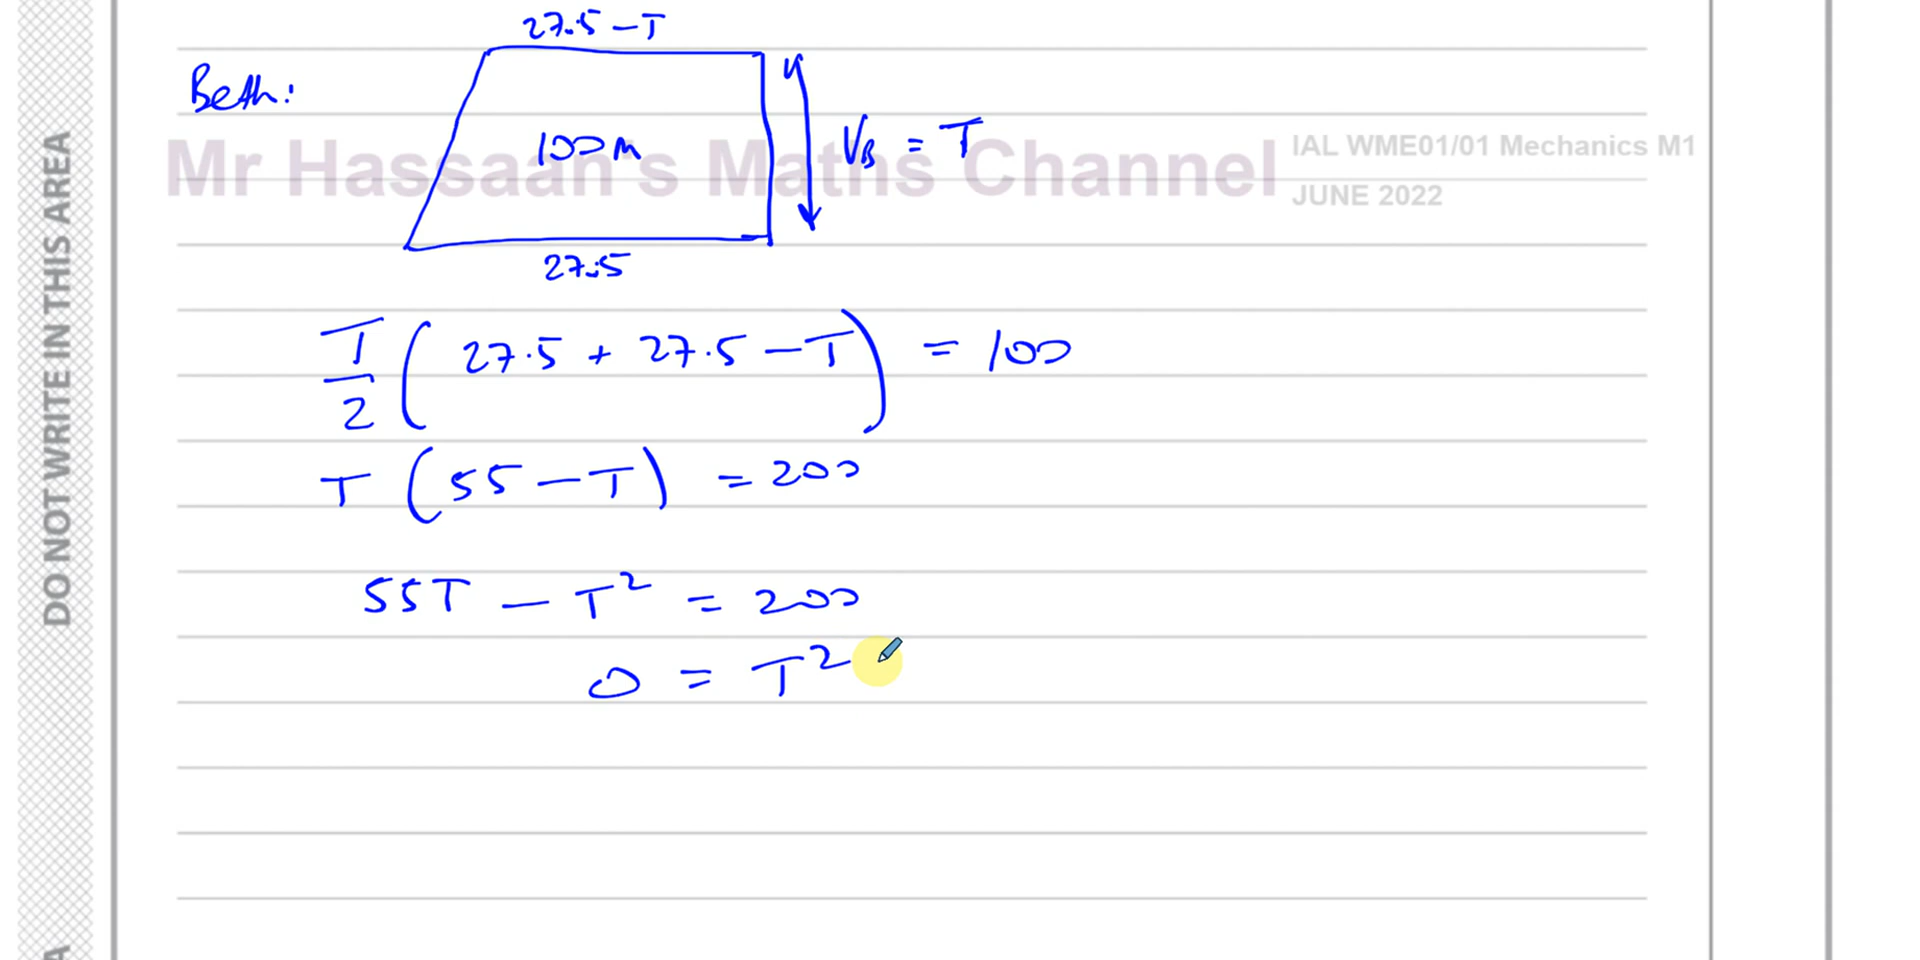 27.5 - T
Beth:
100m
V_B = T
27.5
Mr Hassaan's Maths Channel
IAL WME01/01 Mechanics M1
JUNE 2022
T/2 ( 27.5 + 27.5 - T ) = 100
T ( 55 - T ) = 200
55T - T² = 200
0 = T²
DO NOT WRITE IN THIS AREA
A